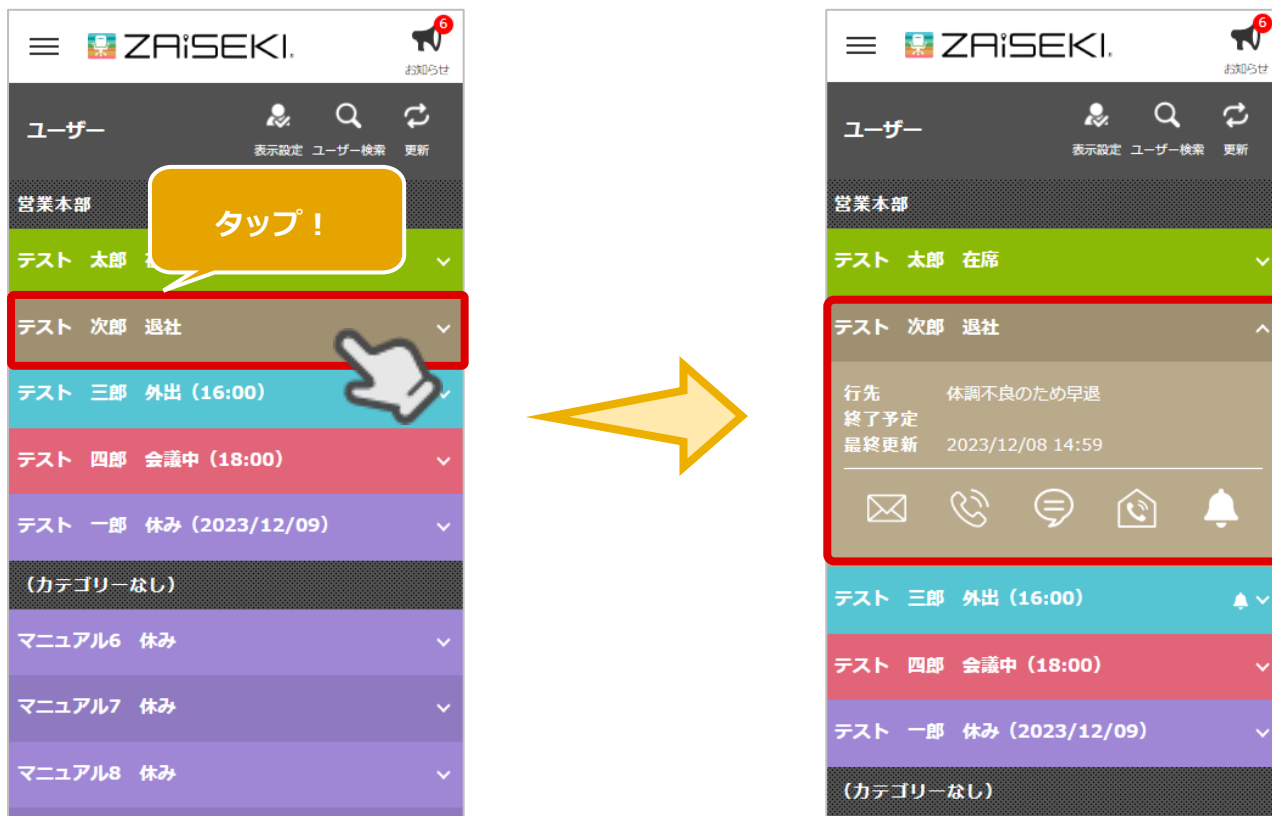 ZAiSEKI.
6
お知らせ
ユーザー
表示設定 ユーザー検索 更新
営業本部
タップ！
テスト 太郎
テスト 次郎 退社
テスト 三郎 外出（16:00）
テスト 四郎 会議中（18:00）
テスト 一郎 休み（2023/12/09）
（カテゴリーなし）
マニュアル6 休み
マニュアル7 休み
マニュアル8 休み
ZAiSEKI.
6
お知らせ
ユーザー
表示設定 ユーザー検索 更新
営業本部
テスト 太郎 在席
テスト 次郎 退社
行先 体調不良のため早退
終了予定
最終更新 2023/12/08 14:59
テスト 三郎 外出（16:00）
テスト 四郎 会議中（18:00）
テスト 一郎 休み（2023/12/09）
（カテゴリーなし）